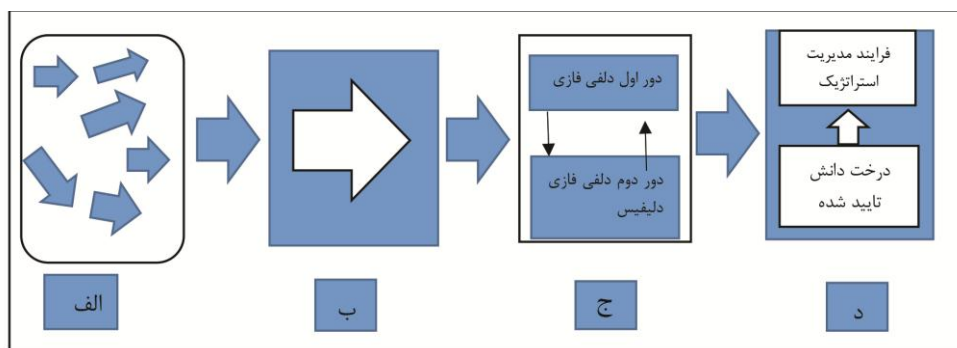 دور اول دلفی فازی
دور دوم دلفی فازی
دلیفیس
فرایند مدیریت
استراتژیک
درخت دانش
تایید شده
الف
ب
ج
د